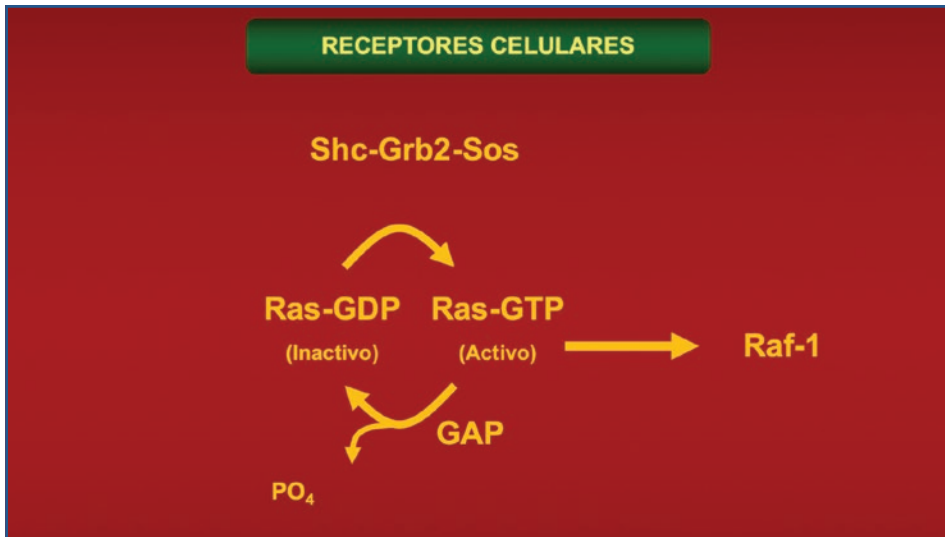 RECEPTORES CELULARES
Shc-Grb2-Sos
Ras-GDP Ras-GTP
(Inactivo) (Activo)
Raf-1
GAP
PO₄